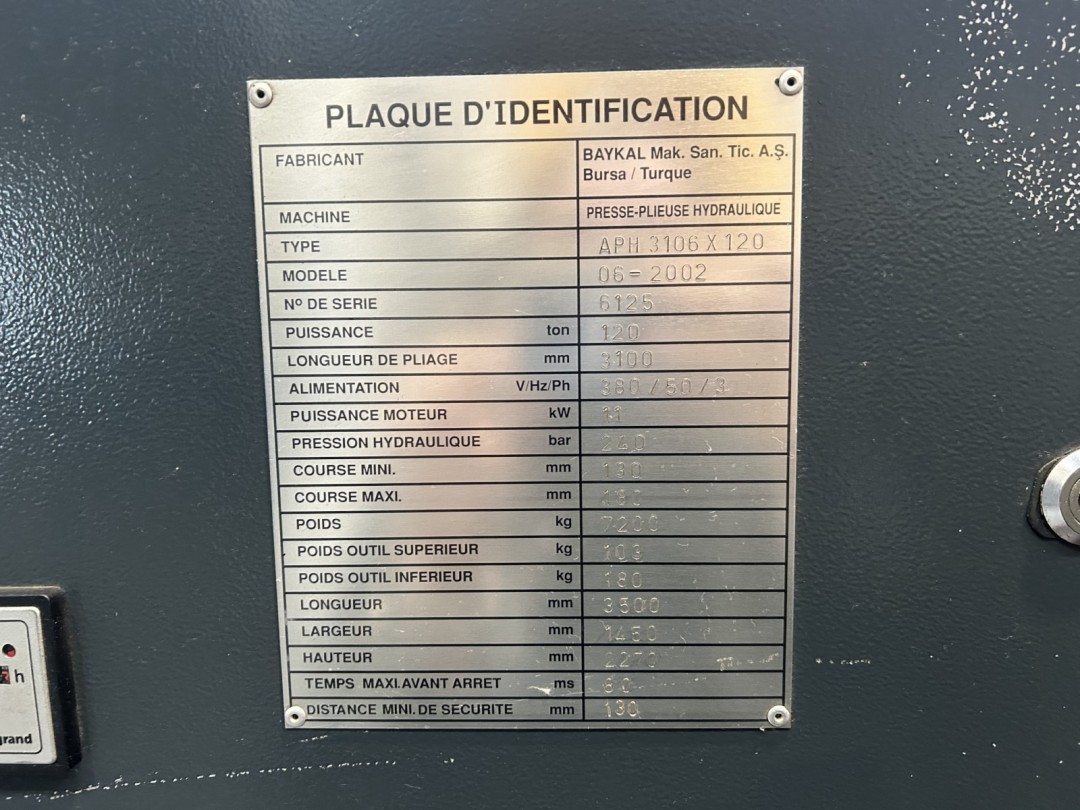 PLAQUE D'IDENTIFICATION
FABRICANT BAYKAL Mak. San. Tic. A.Ş.
Bursa / Turque
MACHINE PRESSE-PLIEUSE HYDRAULIQUE
TYPE APH 3106 X 120
MODELE 06= 2002
Nº DE SERIE 6125
PUISSANCE ton 120
LONGUEUR DE PLIAGE mm 3100
ALIMENTATION V/Hz/Ph 380 / 50 / 3
PUISSANCE MOTEUR kW 11
PRESSION HYDRAULIQUE bar
COURSE MINI. mm 130
COURSE MAXI. mm
POIDS kg 7200
POIDS OUTIL SUPERIEUR kg 103
POIDS OUTIL INFERIEUR kg 180
LONGUEUR mm 3500
LARGEUR mm
HAUTEUR mm
TEMPS MAXI.AVANT ARRET ms
DISTANCE MINI.DE SECURITE mm 130
h
grand